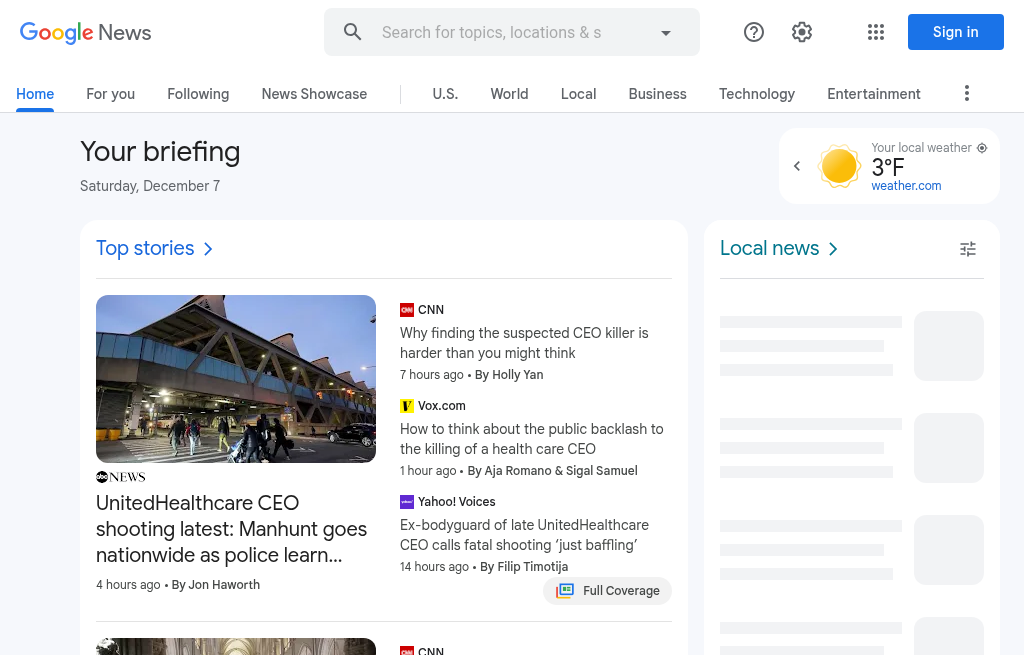 Google News
Search for topics, locations & s
Sign in
Home
For you
Following
News Showcase
U.S.
World
Local
Business
Technology
Entertainment
Your briefing
Saturday, December 7
Your local weather
3°F
weather.com
Top stories
Local news
abc NEWS
UnitedHealthcare CEO
shooting latest: Manhunt goes
nationwide as police learn...
4 hours ago • By Jon Haworth
CNN
CNN
Why finding the suspected CEO killer is
harder than you might think
7 hours ago • By Holly Yan
V Vox.com
How to think about the public backlash to
the killing of a health care CEO
1 hour ago • By Aja Romano & Sigal Samuel
Yahoo! Voices
Ex-bodyguard of late UnitedHealthcare
CEO calls fatal shooting ‘just baffling’
14 hours ago • By Filip Timotija
Full Coverage
CNN